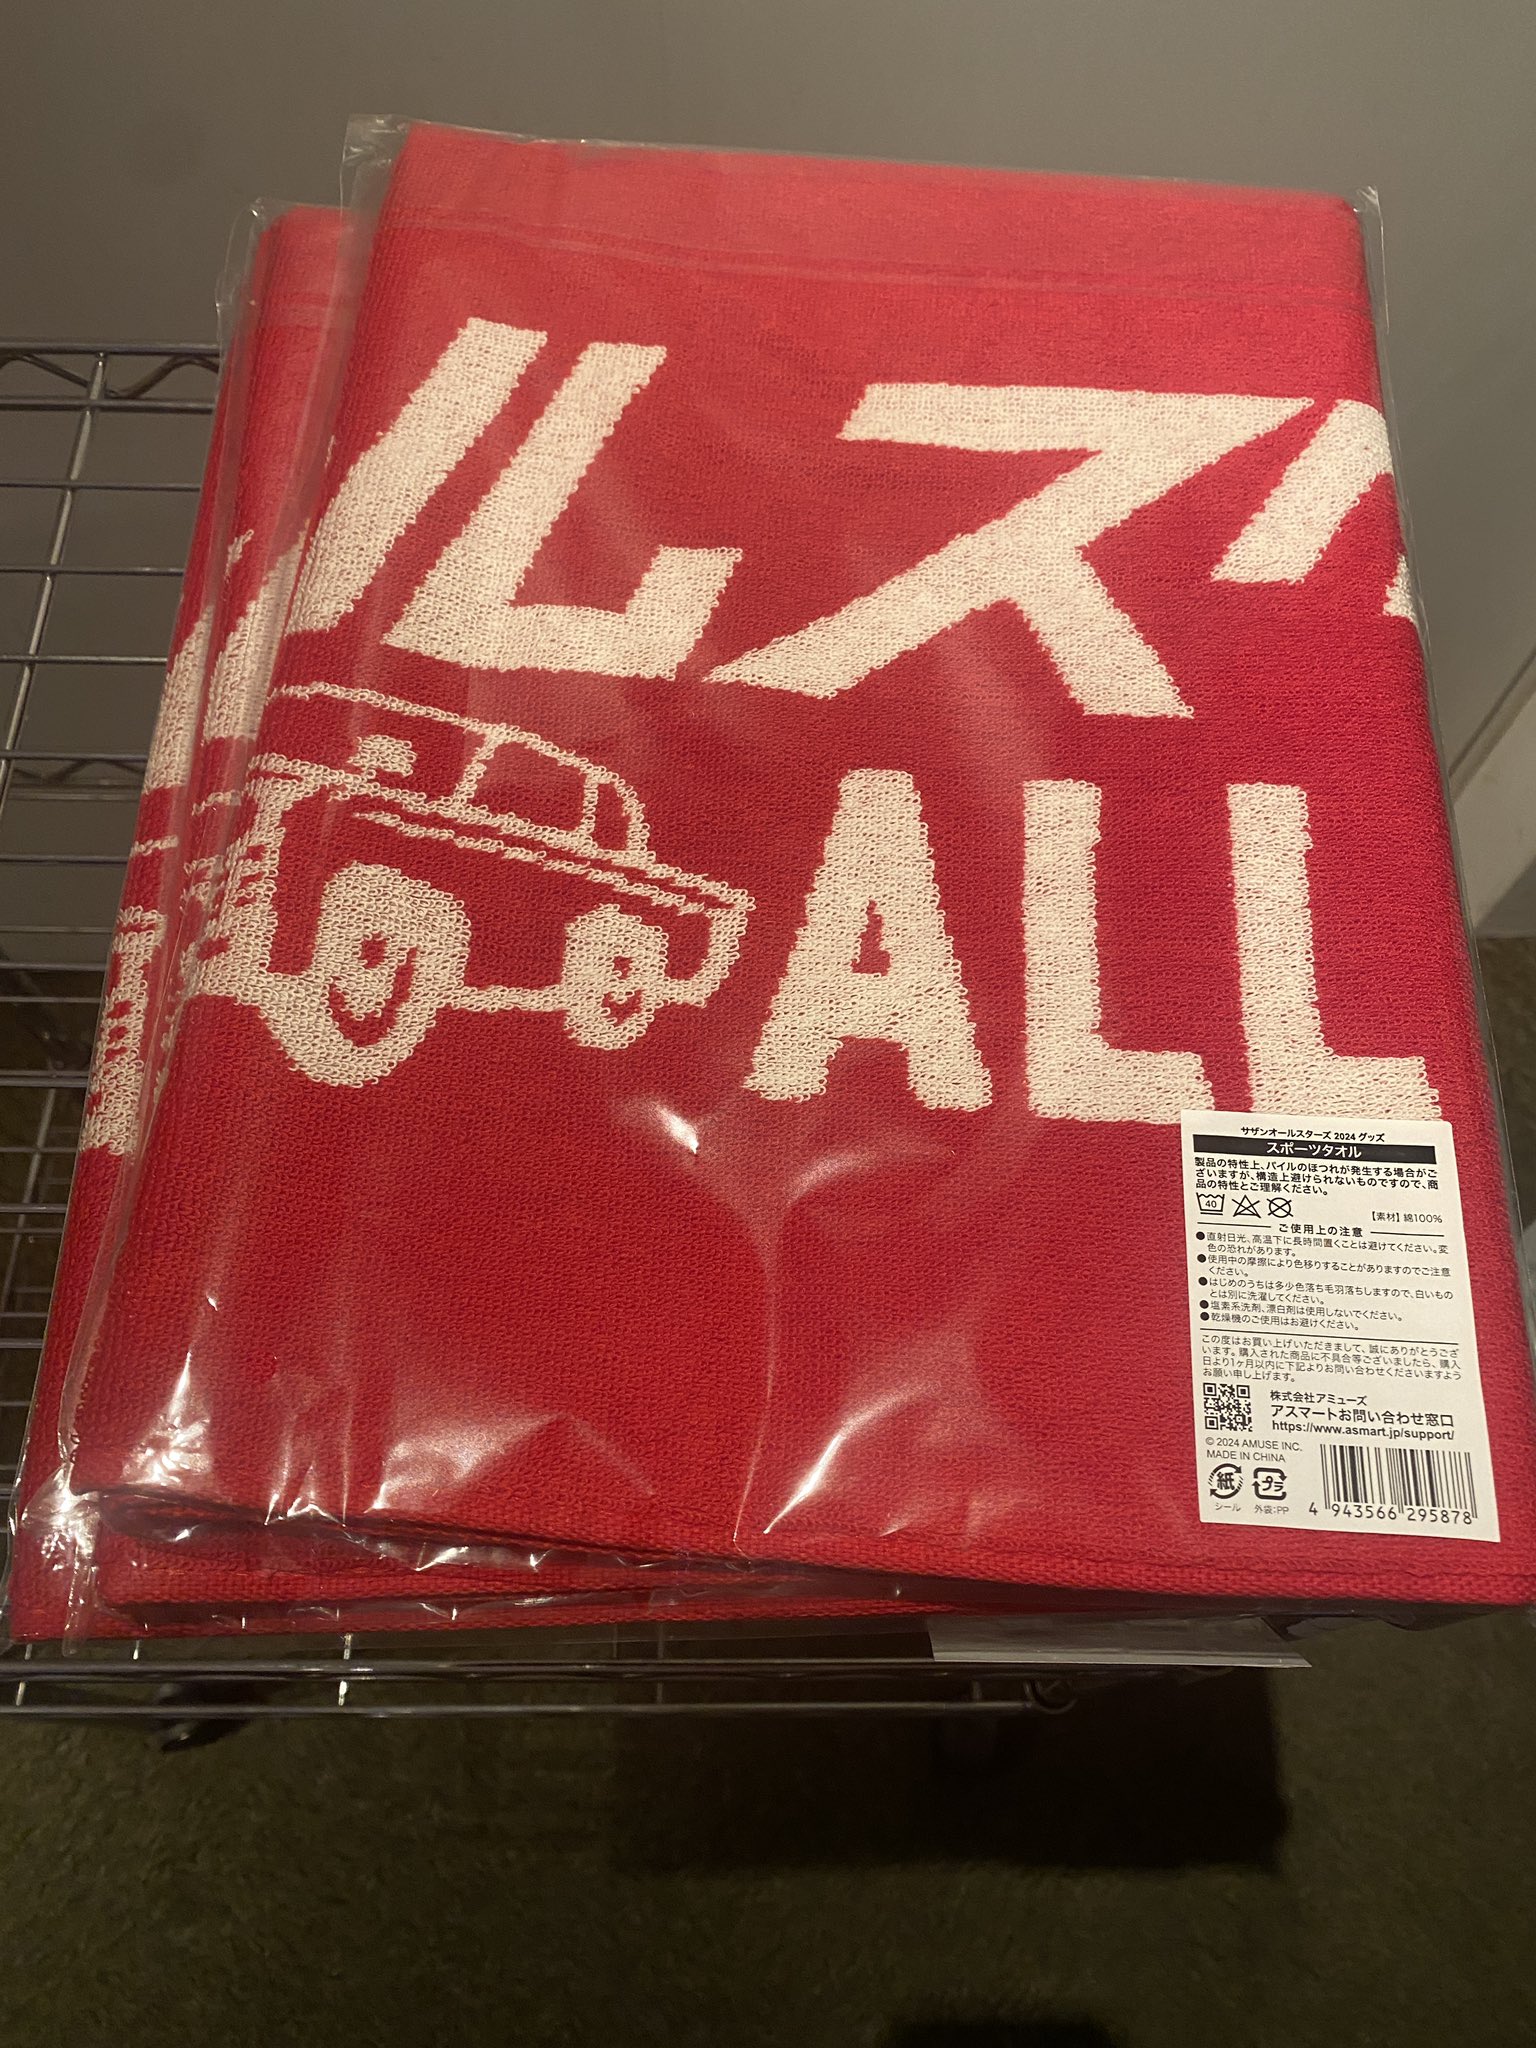 ルスタ
ALL
サザンオールスターズ 2024 グッズ
スポーツタオル
製品の特性上、パイルのほつれが発生する場合がご
ざいますが、構造上避けられないものですので、商
品の特性とご理解ください。
40
【素材】綿100%
ご使用上の注意
●直射日光、高温下に長時間置くことは避けてください。変
色の恐れがあります。
●使用中の摩擦により色移りすることがありますのでご注意
ください。
●はじめのうちは多少色落ち毛羽落ちしますので、白いもの
とは別に洗濯してください。
●塩素系洗剤、漂白剤は使用しないでください。
●乾燥機のご使用はお避けください。
この度はお買い上げいただきまして、誠にありがとうござ
います。購入された商品に不具合等ございましたら、購入
日より1ヶ月以内に下記よりお問い合わせくださいますよう
お願い申し上げます。
株式会社アミューズ
アスマートお問い合わせ窓口
https://www.asmart.jp/support/
© 2024 AMUSE INC.
MADE IN CHINA
紙 プラ
シール 外袋:PP
4 943566 295878